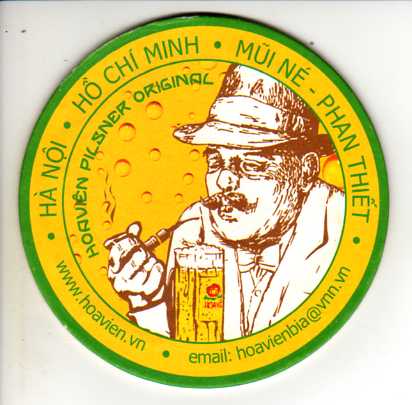 HÀ NỘI • HỒ CHÍ MINH • MŨI NÉ - PHAN THIẾT •
HOAVIEN PILSNER ORIGINAL
www.hoavien.vn • email: hoavienbia@vnn.vn